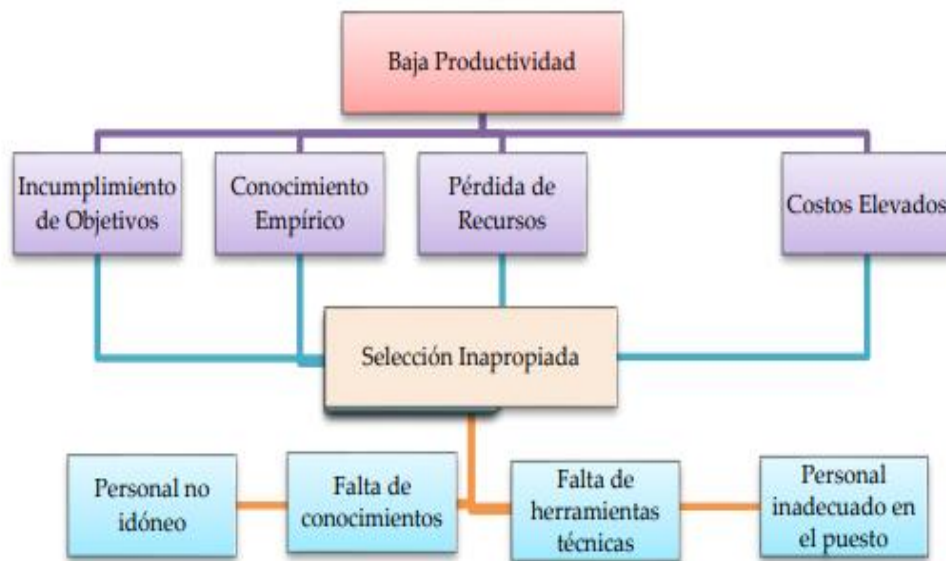 Baja Productividad
Incumplimiento
de Objetivos
Conocimiento
Empírico
Pérdida de
Recursos
Costos Elevados
Selección Inapropiada
Personal no
idóneo
Falta de
conocimientos
Falta de
herramientas
técnicas
Personal
inadecuado en
el puesto